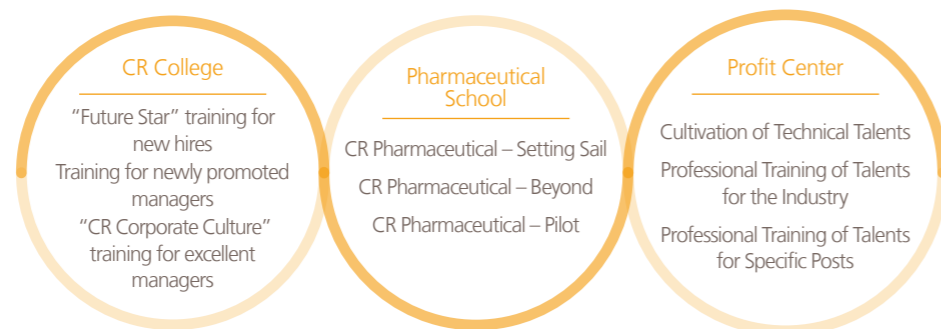 CR College
“Future Star” training for
new hires
Training for newly promoted
managers
“CR Corporate Culture”
training for excellent
managers
Pharmaceutical
School
CR Pharmaceutical – Setting Sail
CR Pharmaceutical – Beyond
CR Pharmaceutical – Pilot
Profit Center
Cultivation of Technical Talents
Professional Training of Talents
for the Industry
Professional Training of Talents
for Specific Posts